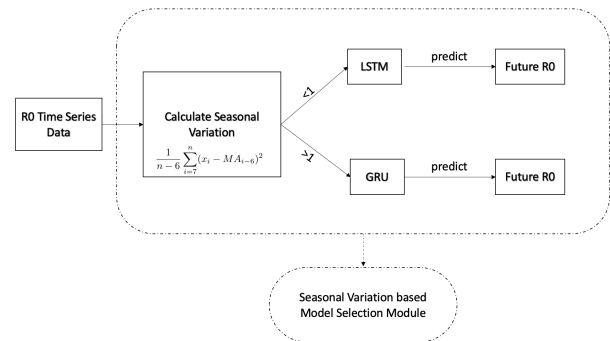 R0 Time Series
Data
Calculate Seasonal
Variation
\frac{1}{n-6} \sum_{i=7}^{n} (x_i - MA_{i-6})^2
<1
>1
LSTM
predict
Future R0
GRU
predict
Future R0
Seasonal Variation based
Model Selection Module